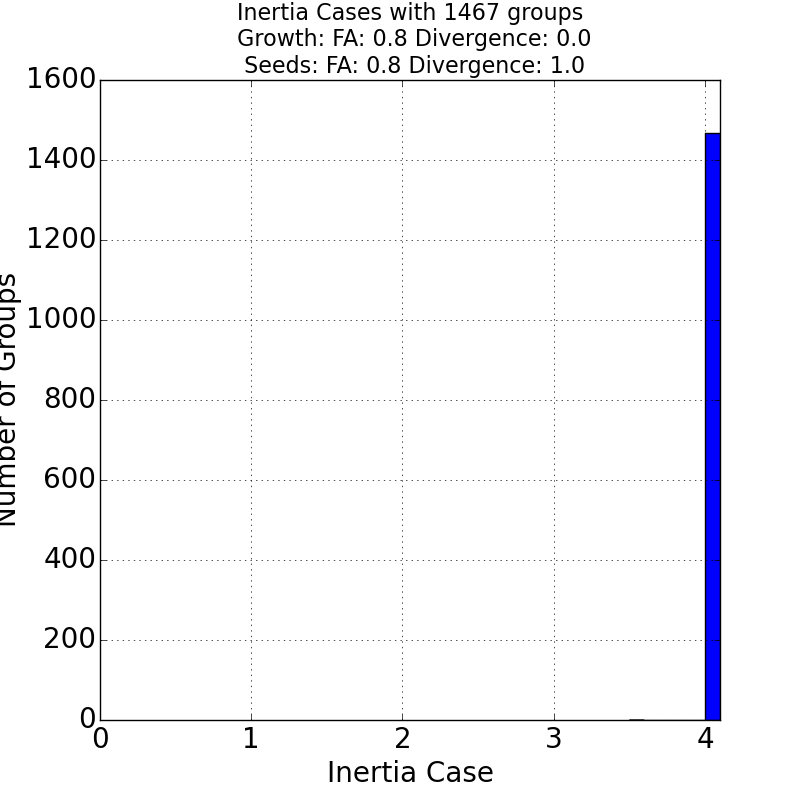 Inertia Cases with 1467 groups
Growth: FA: 0.8 Divergence: 0.0
Seeds: FA: 0.8 Divergence: 1.0
1600
1400
1200
1000
800
600
400
200
0
Number of Groups
0 1 2 3 4
Inertia Case